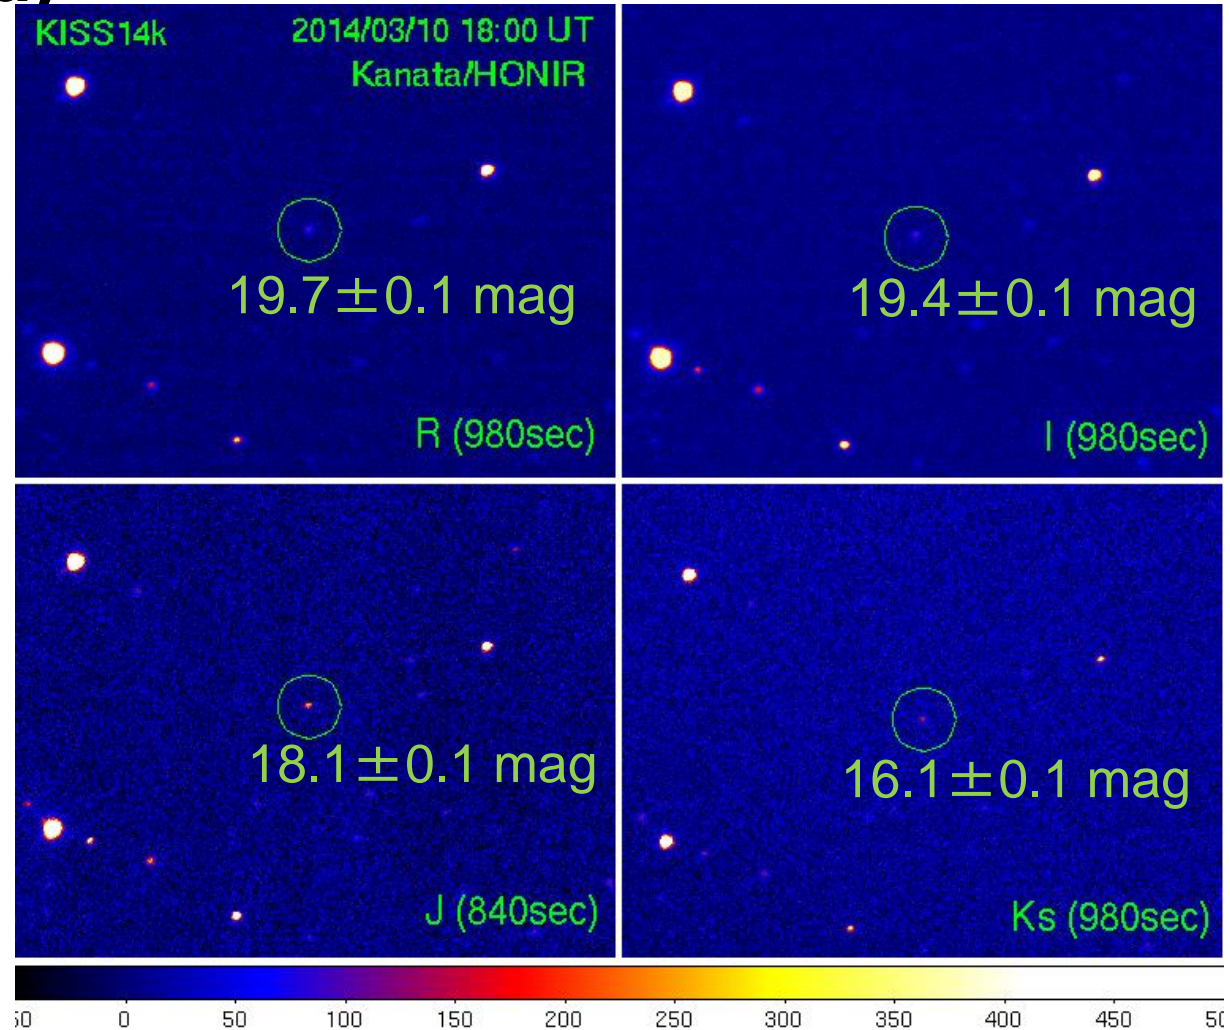 KISS14k
2014/03/10 18:00 UT
Kanata/HONIR
19.7±0.1 mag
R (980sec)
19.4±0.1 mag
I (980sec)
18.1±0.1 mag
J (840sec)
16.1±0.1 mag
Ks (980sec)
0 50 100 150 200 250 300 350 400 450